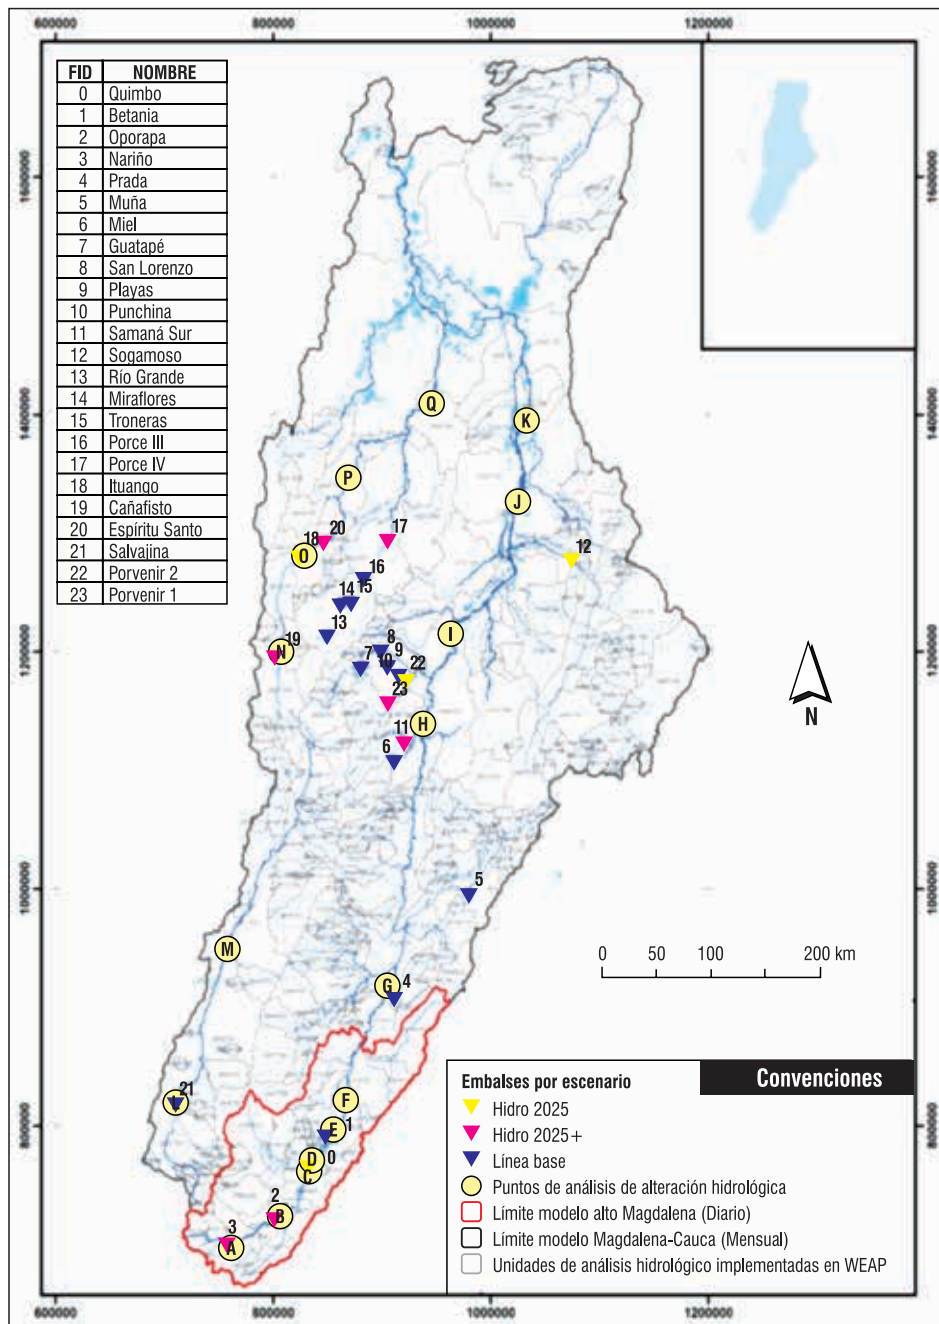 600000 800000 1000000 1200000
FID NOMBRE
0 Quimbo
1 Betania
2 Oporapa
3 Nariño
4 Prada
5 Muña
6 Miel
7 Guatapé
8 San Lorenzo
9 Playas
10 Punchina
11 Samaná Sur
12 Sogamoso
13 Río Grande
14 Miraflores
15 Troneras
16 Porce III
17 Porce IV
18 Ituango
19 Cañafisto
20 Espíritu Santo
21 Salvajina
22 Porvenir 2
23 Porvenir 1
1600000 1600000
1400000 1400000
1200000 1200000
1000000 1000000
800000 800000
Q
K
P
J
20 17
18
O
12
16
14 15
13
19
N
8
I
9
7 10 22
23
H
11
6
5
N
M
0 50 100 200 km
4
G
21
F
1
E
D 0
C
2
B
3
A
Convenciones
Embalses por escenario
Hidro 2025
Hidro 2025+
Línea base
Puntos de análisis de alteración hidrológica
Límite modelo alto Magdalena (Diario)
Límite modelo Magdalena-Cauca (Mensual)
Unidades de análisis hidrológico implementadas en WEAP
600000 800000 1000000 1200000